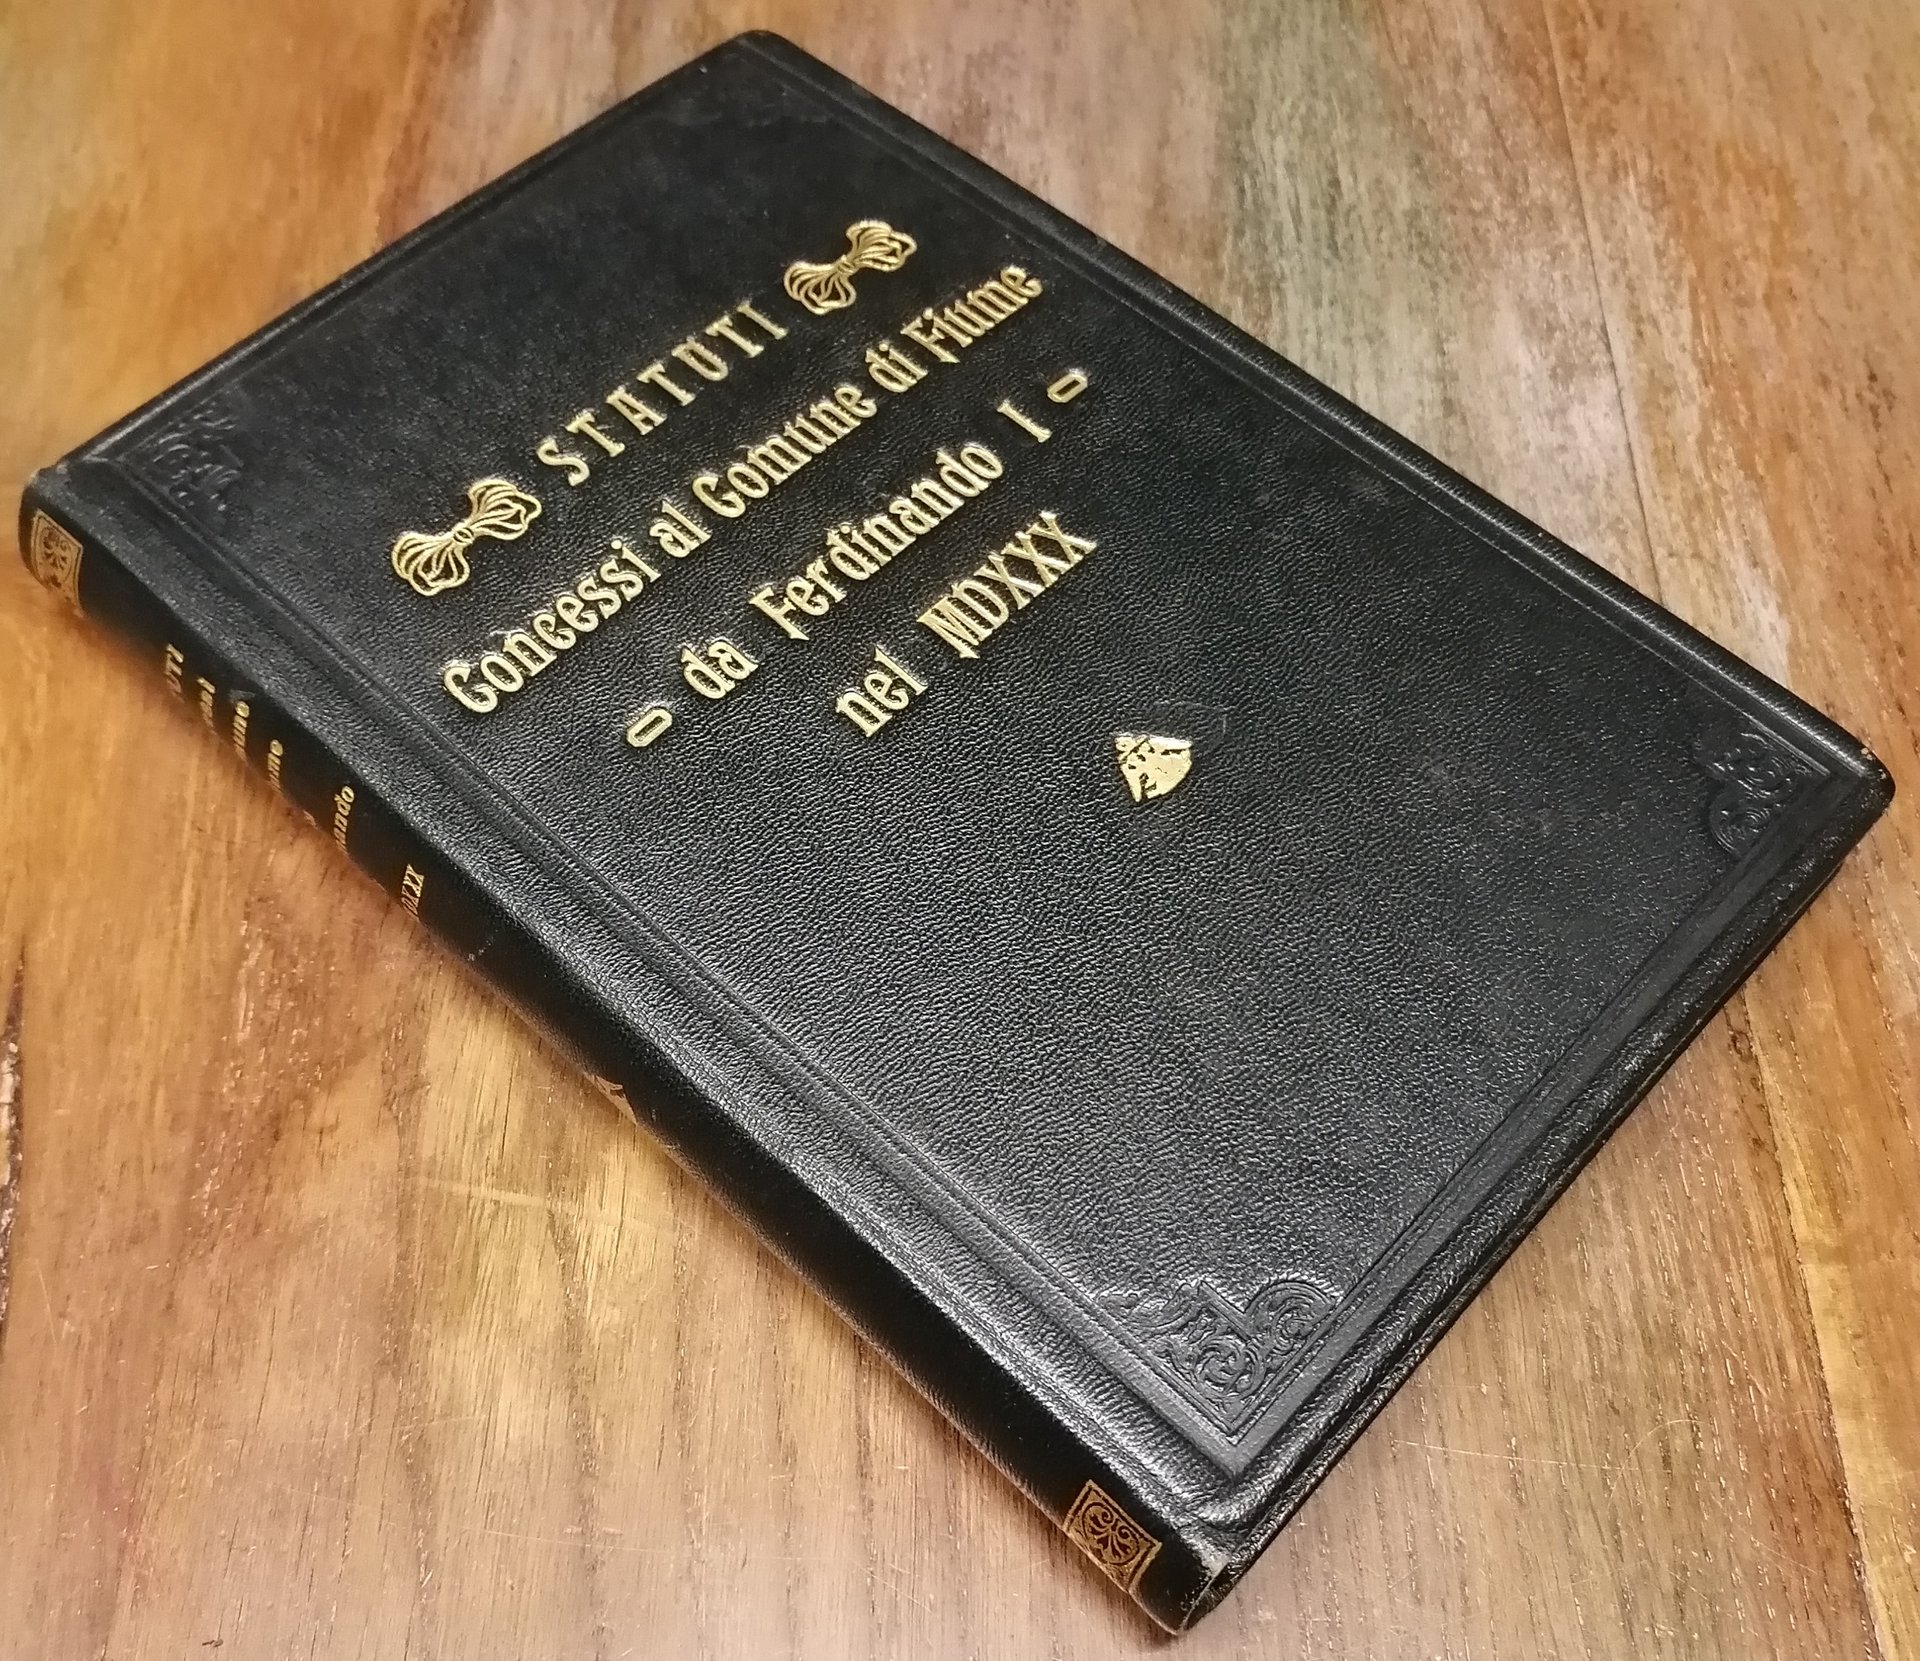 STATUTI
Concessi al Comune di Fiume
da Ferdinando I
nel MDXXX